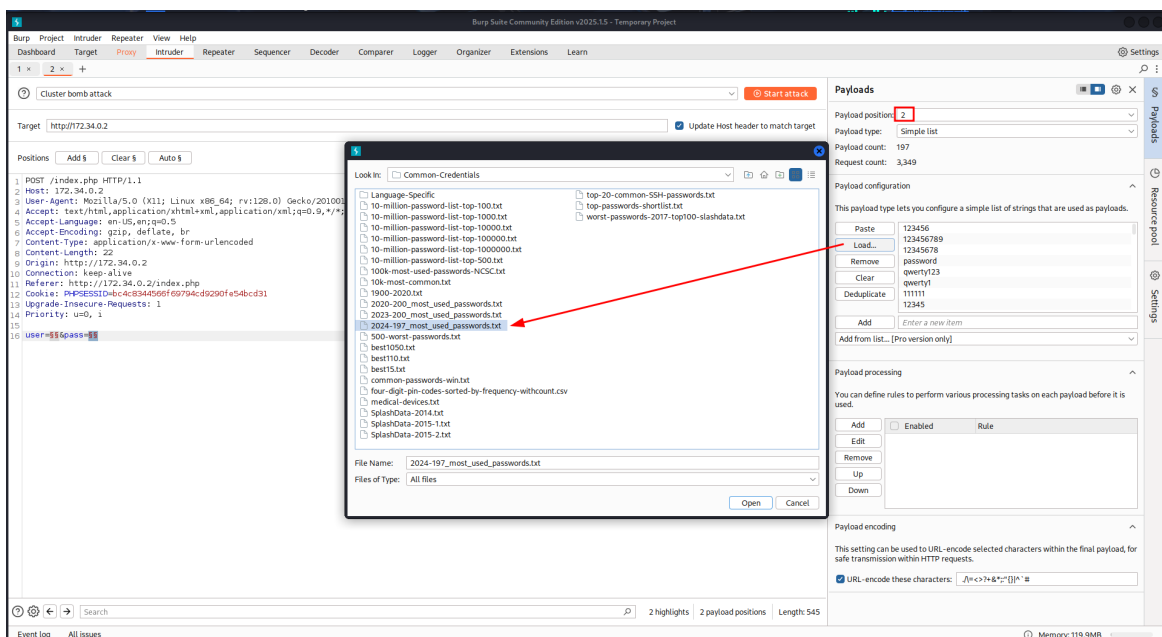 Burp Suite Community Edition v2025.1.5 - Temporary Project
Burp Project Intruder Repeater View Help
Dashboard Target Proxy Intruder Repeater Sequencer Decoder Comparer Logger Organizer Extensions Learn Settings
1 × 2 × +
Cluster bomb attack
Start attack
Target http://172.34.0.2
Update Host header to match target
Positions Add § Clear § Auto §
1 POST /index.php HTTP/1.1
2 Host: 172.34.0.2
3 User-Agent: Mozilla/5.0 (X11; Linux x86_64; rv:128.0) Gecko/201001
4 Accept: text/html,application/xhtml+xml,application/xml;q=0.9,*/*;
5 Accept-Language: en-US,en;q=0.5
6 Accept-Encoding: gzip, deflate, br
7 Content-Type: application/x-www-form-urlencoded
8 Content-Length: 22
9 Origin: http://172.34.0.2
10 Connection: keep-alive
11 Referer: http://172.34.0.2/index.php
12 Cookie: PHPSESSID=bc4c8344566f69794cd9290fe54bcd31
13 Upgrade-Insecure-Requests: 1
14 Priority: u=0, i
15
16 user=§§&pass=§§
Look In: Common-Credentials
Language-Specific
10-million-password-list-top-100.txt
10-million-password-list-top-1000.txt
10-million-password-list-top-10000.txt
10-million-password-list-top-100000.txt
10-million-password-list-top-1000000.txt
10-million-password-list-top-500.txt
100k-most-used-passwords-NCSC.txt
10k-most-common.txt
1900-2020.txt
2020-200_most_used_passwords.txt
2023-200_most_used_passwords.txt
2024-197_most_used_passwords.txt
500-worst-passwords.txt
best1050.txt
best110.txt
best15.txt
common-passwords-win.txt
four-digit-pin-codes-sorted-by-frequency-withcount.csv
medical-devices.txt
SplashData-2014.txt
SplashData-2015-1.txt
SplashData-2015-2.txt
top-20-common-SSH-passwords.txt
top-passwords-shortlist.txt
worst-passwords-2017-top100-slashdata.txt
File Name: 2024-197_most_used_passwords.txt
Files of Type: All files
Open Cancel
Payloads
Payload position: 2
Payload type: Simple list
Payload count: 197
Request count: 3,349
Payload configuration
This payload type lets you configure a simple list of strings that are used as payloads.
Paste
Load...
Remove
Clear
Deduplicate
123456
123456789
12345678
password
qwerty123
qwerty1
111111
12345
Add Enter a new item
Add from list... [Pro version only]
Payload processing
You can define rules to perform various processing tasks on each payload before it is
used.
Add
Edit
Remove
Up
Down
Enabled Rule
Payload encoding
This setting can be used to URL-encode selected characters within the final payload, for
safe transmission within HTTP requests.
URL-encode these characters:
Payloads
Resource pool
Settings
Search
2 highlights 2 payload positions Length: 545
Event log All issues
Memory: 119.9MB